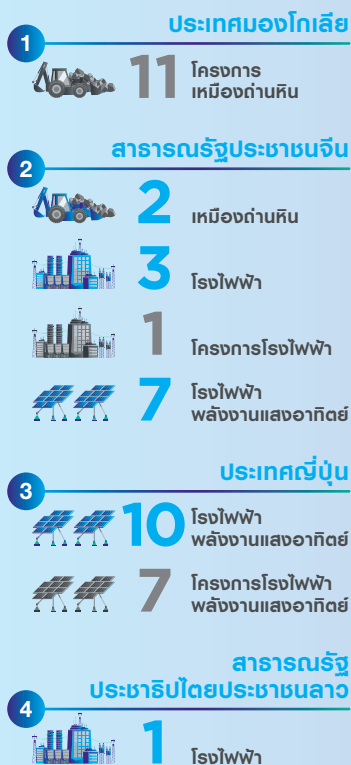 ประเทศมองโกเลีย
1
11
โครงการ
เหมืองถ่านหิน
สาธารณรัฐประชาชนจีน
2
2
เหมืองถ่านหิน
3
โรงไฟฟ้า
1
โครงการโรงไฟฟ้า
7
โรงไฟฟ้า
พลังงานแสงอาทิตย์
ประเทศญี่ปุ่น
3
10
โรงไฟฟ้า
พลังงานแสงอาทิตย์
7
โครงการโรงไฟฟ้า
พลังงานแสงอาทิตย์
สาธารณรัฐ
ประชาธิปไตยประชาชนลาว
4
1
โรงไฟฟ้า